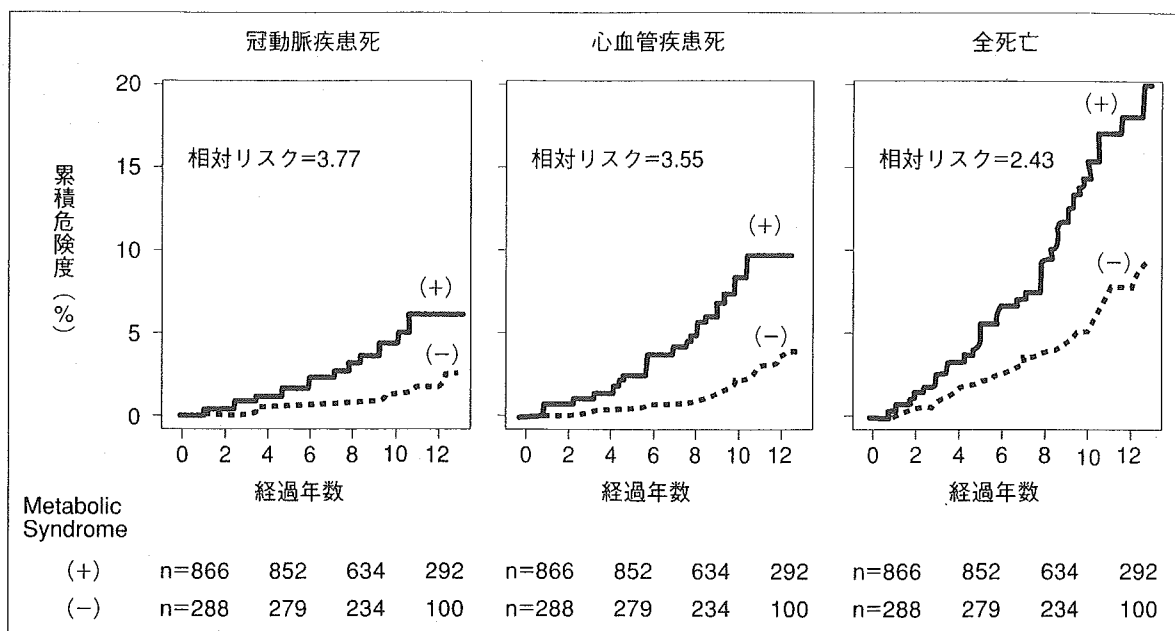 冠動脈疾患死
心血管疾患死
全死亡
累積危険度(%)
20
15
10
5
0
相対リスク=3.77
(+)
(-)
0 2 4 6 8 10 12
経過年数
相対リスク=3.55
(+)
(-)
0 2 4 6 8 10 12
経過年数
相対リスク=2.43
(+)
(-)
0 2 4 6 8 10 12
経過年数
Metabolic
Syndrome
(+) n=866 852 634 292 n=866 852 634 292 n=866 852 634 292
(-) n=288 279 234 100 n=288 279 234 100 n=288 279 234 100